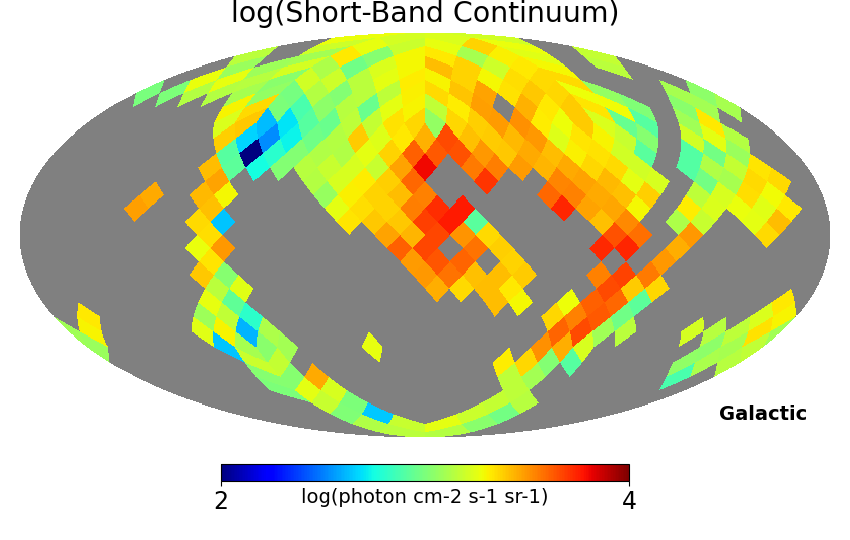 log(Short-Band Continuum)
Galactic
2 log(photon cm-2 s-1 sr-1) 4